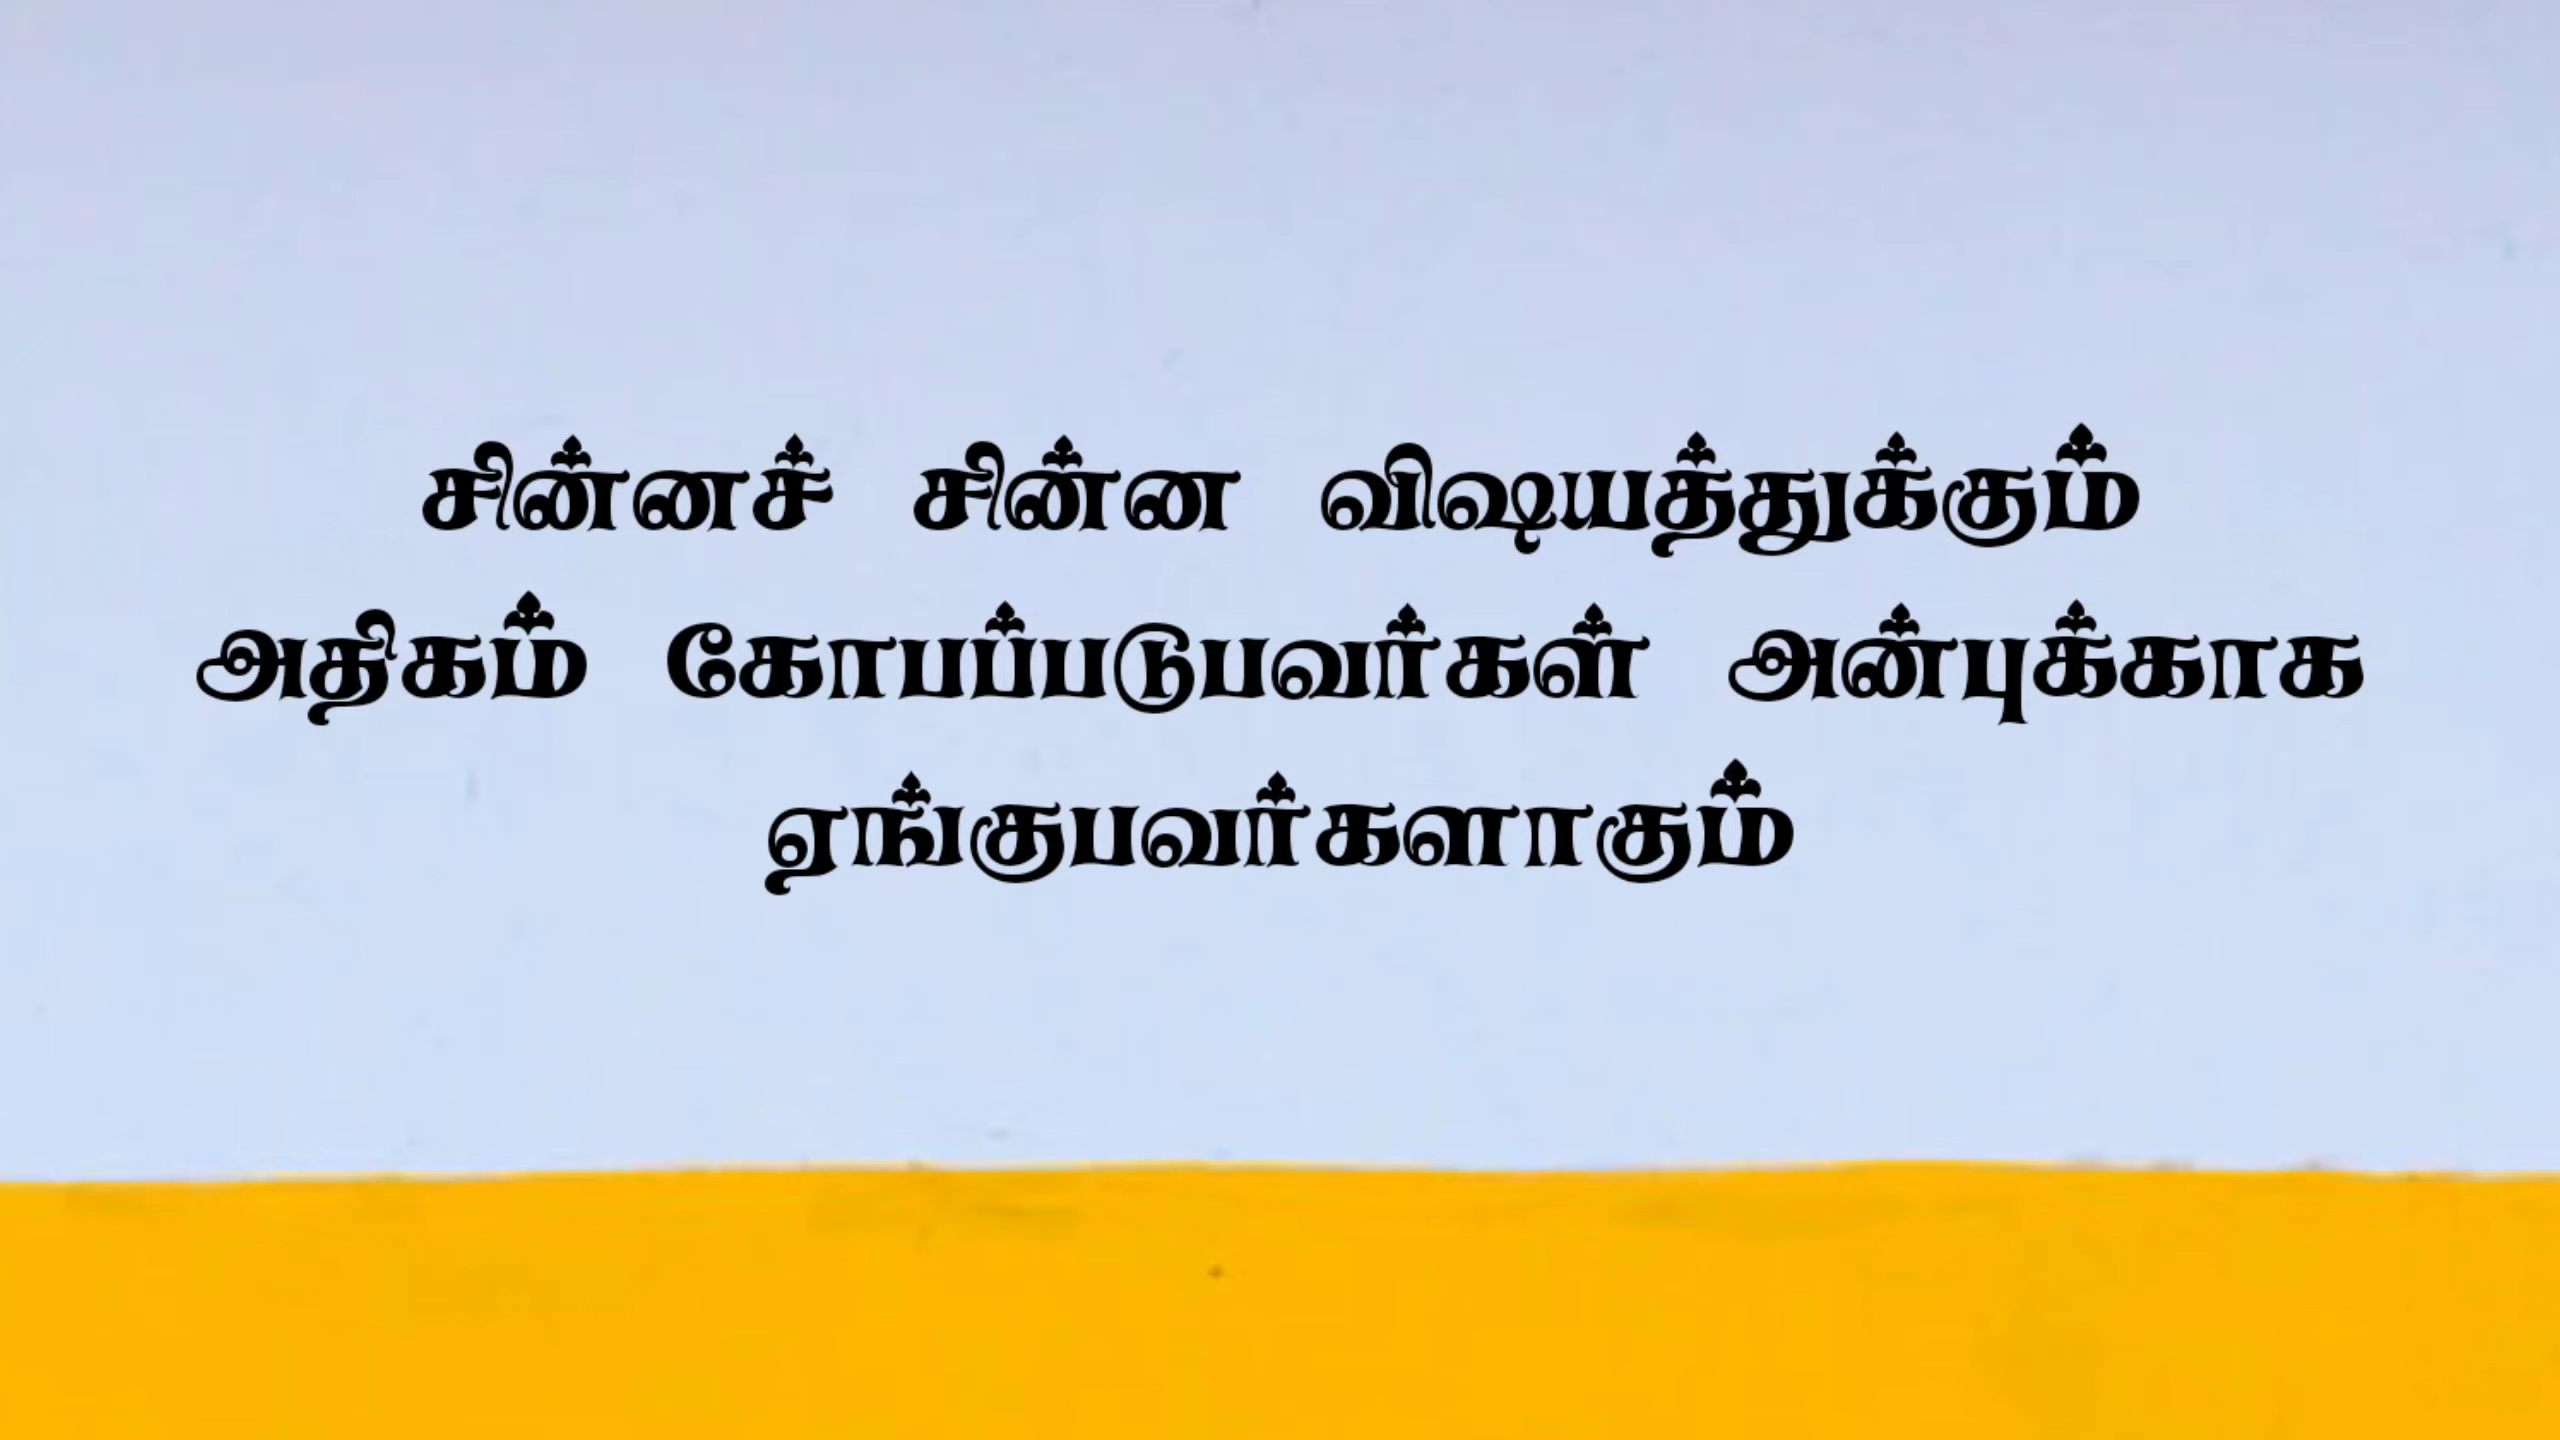 சின்னச் சின்ன விஷயத்துக்கும்
அதிகம் கோபப்படுபவர்கள் அன்புக்காக
ஏங்குபவர்களாகும்